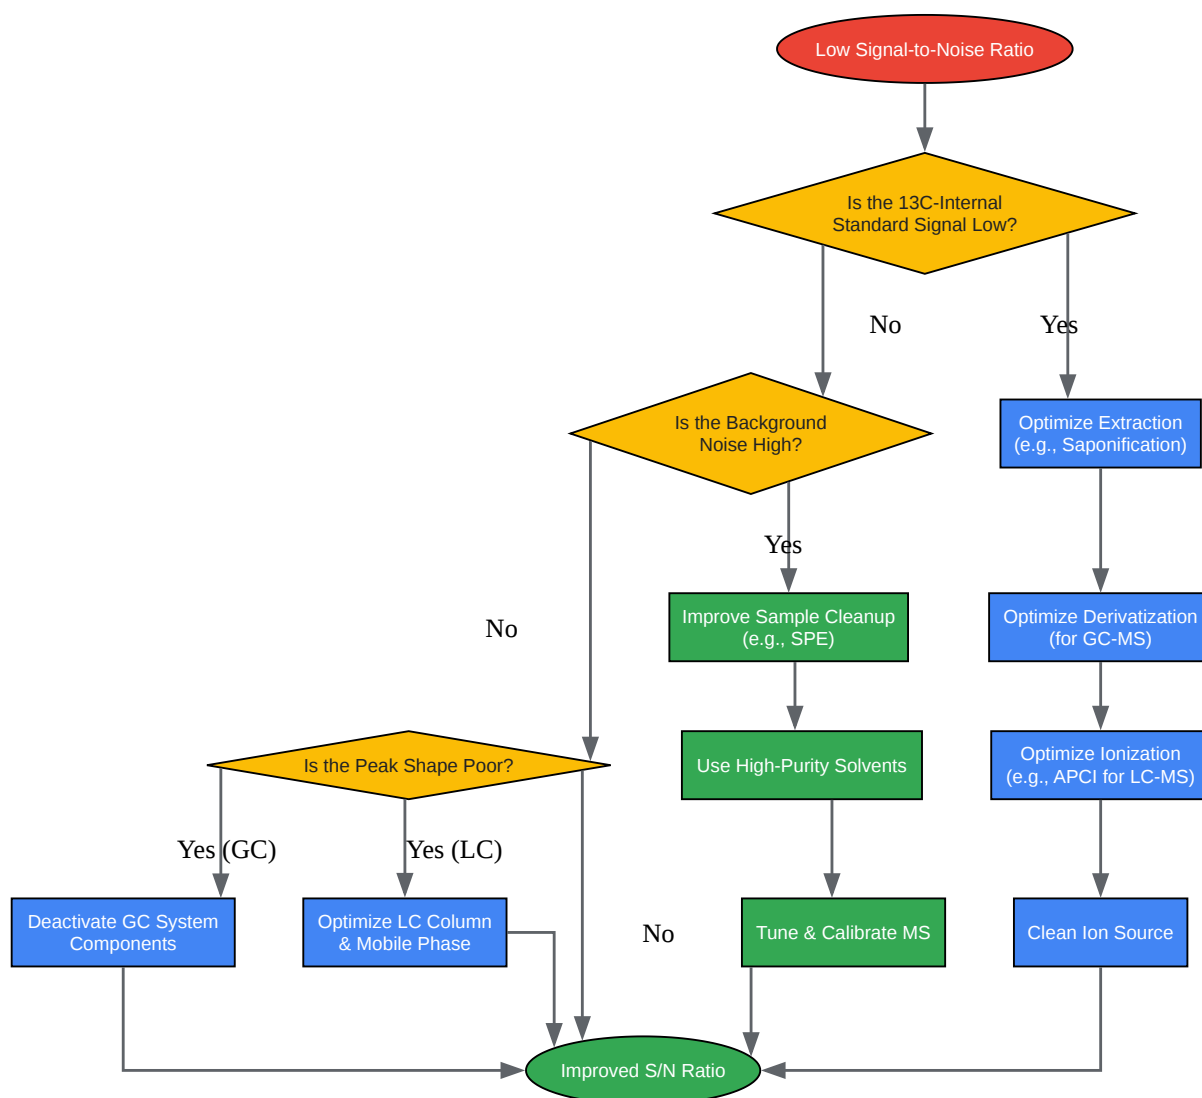 Low Signal-to-Noise Ratio
Is the 13C-Internal
Standard Signal Low?
No
Yes
Is the Background
Noise High?
Optimize Extraction
(e.g., Saponification)
Yes
No
Improve Sample Cleanup
(e.g., SPE)
Optimize Derivatization
(for GC-MS)
Is the Peak Shape Poor?
Use High-Purity Solvents
Optimize Ionization
(e.g., APCI for LC-MS)
Yes (GC)
Yes (LC)
Deactivate GC System
Components
Optimize LC Column
& Mobile Phase
No
Tune & Calibrate MS
Clean Ion Source
Improved S/N Ratio